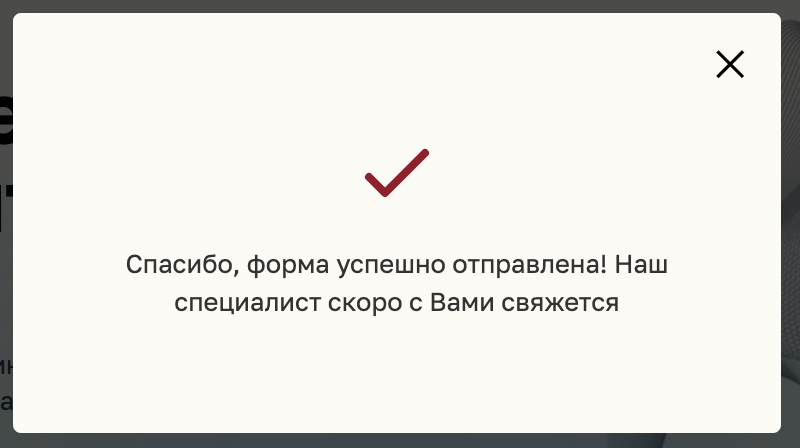 Спасибо, форма успешно отправлена! Наш
специалист скоро с Вами свяжется